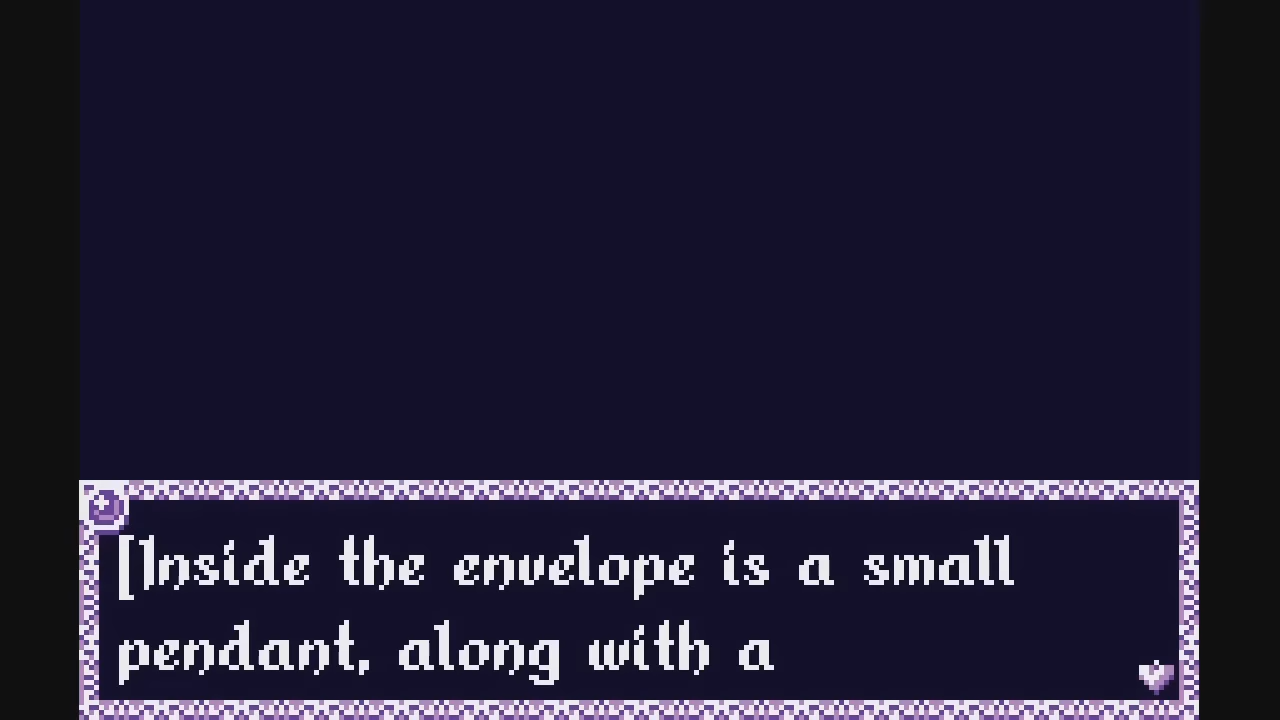 [Inside the envelope is a small
pendant, along with a